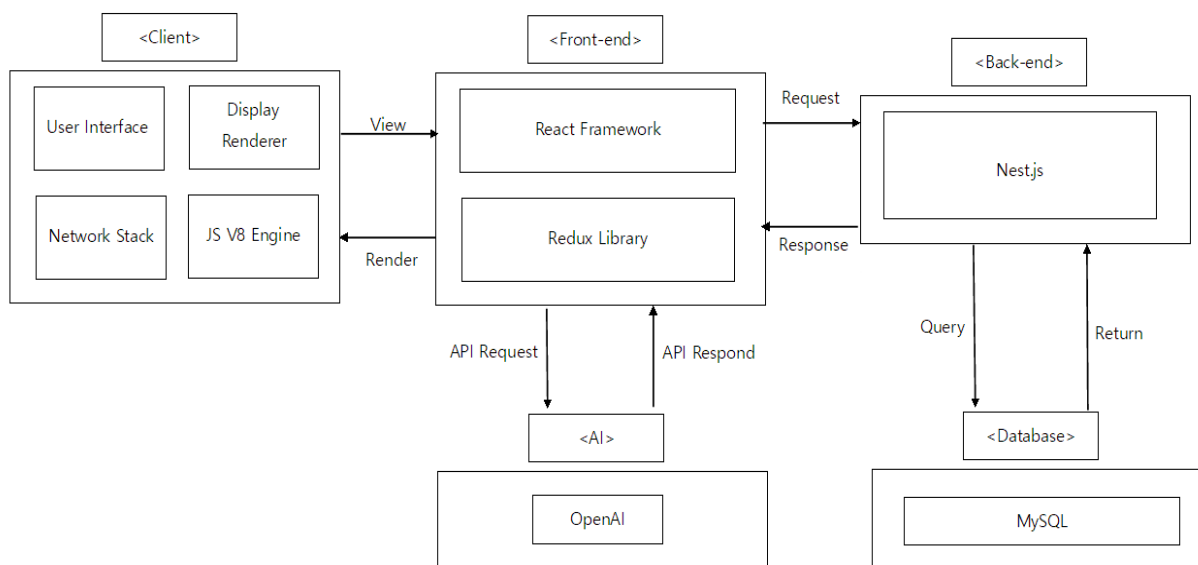 <Client>
<Front-end>
<Back-end>
User Interface
Display
Renderer
Network Stack
JS V8 Engine
View
Render
React Framework
Redux Library
Request
Response
Nest.js
API Request
API Respond
Query
Return
<AI>
OpenAI
<Database>
MySQL